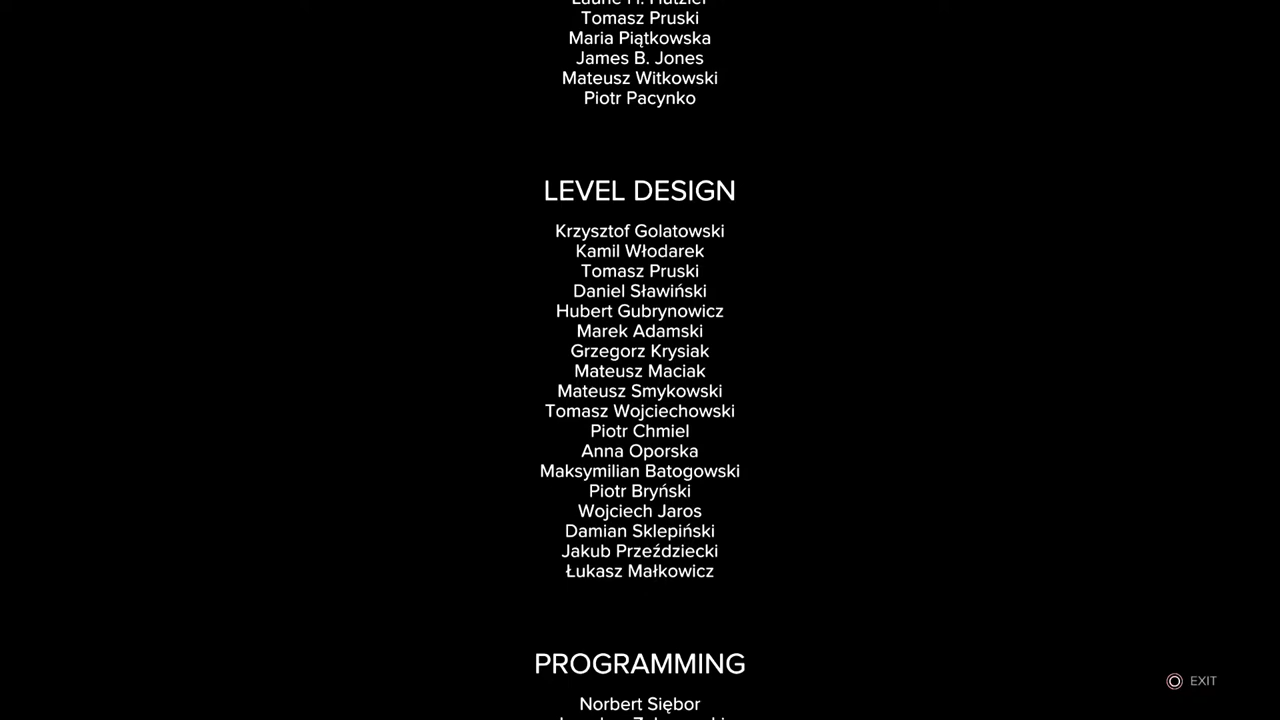 Laurie H. Hutzler
Tomasz Pruski
Maria Piątkowska
James B. Jones
Mateusz Witkowski
Piotr Pacynko
LEVEL DESIGN
Krzysztof Golatowski
Kamil Włodarek
Tomasz Pruski
Daniel Sławiński
Hubert Gubrynowicz
Marek Adamski
Grzegorz Krysiak
Mateusz Maciak
Mateusz Smykowski
Tomasz Wojciechowski
Piotr Chmiel
Anna Oporska
Maksymilian Batogowski
Piotr Bryński
Wojciech Jaros
Damian Sklepiński
Jakub Przeździecki
Łukasz Małkowicz
PROGRAMMING
Norbert Siębor
EXIT